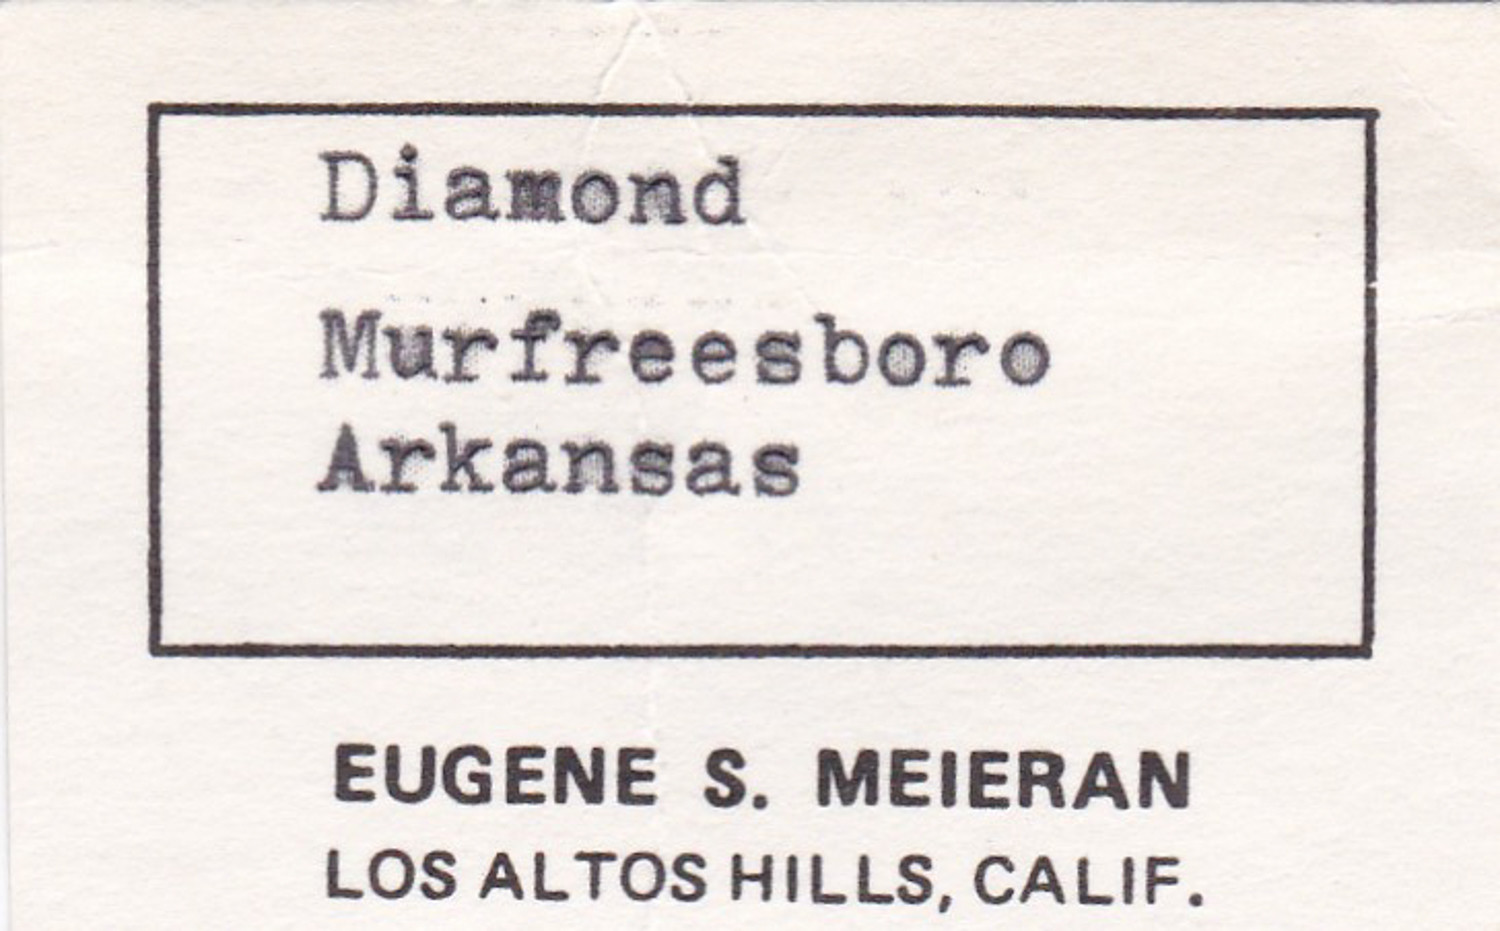 Diamond
Murfreesboro
Arkansas
EUGENE S. MEIERAN
LOS ALTOS HILLS, CALIF.